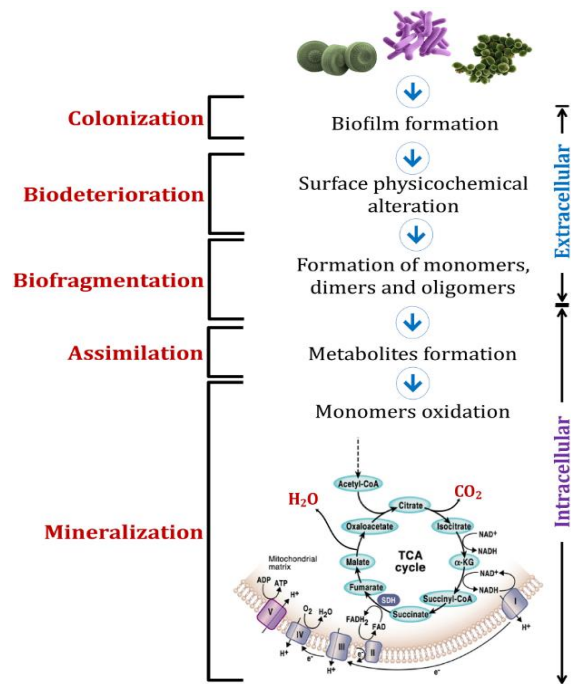 Colonization
Biofilm formation
Biodeterioration
Surface physicochemical
alteration
Biofragmentation
Formation of monomers,
dimers and oligomers
Assimilation
Metabolites formation
Monomers oxidation
Mineralization
Extracellular
Intracellular
Acetyl-CoA
H₂O
Citrate
CO₂
Oxaloacetate
Isocitrate
NAD⁺
NADH
TCA
cycle
Malate
α-KG
NAD⁺
NADH
Fumarate
Succinyl-CoA
SDH
Succinate
Mitochondrial
matrix
ADP
ATP
H⁺
V
H⁺
O₂
H₂O
IV
H⁺
e⁻
III
H⁺
FADH₂
FAD
e⁻
II
e⁻
I
H⁺